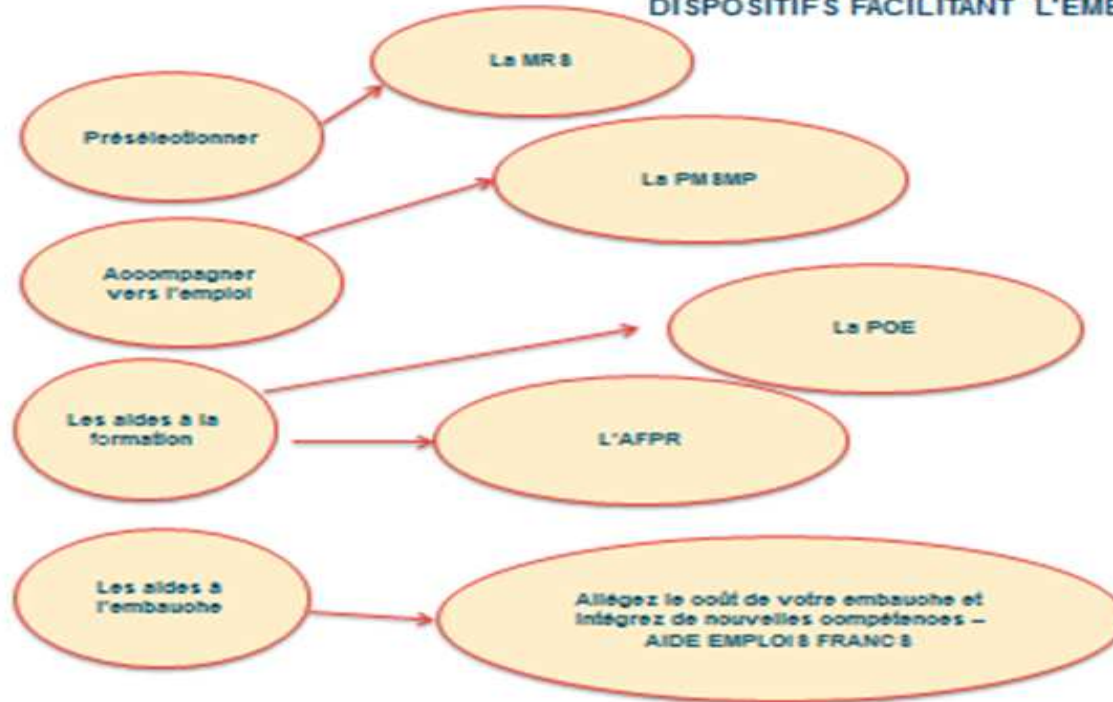 DISPOSITIFS FACILITANT L'EMB
La MRS
Présélectionner
La PMSMP
Accompagner
vers l'emploi
La POE
Les aides à la
formation
L'AFPR
Les aides à
l'embauche
Allégez le coût de votre embauche et
intégrez de nouvelles compétences –
AIDE EMPLOIS FRANCS